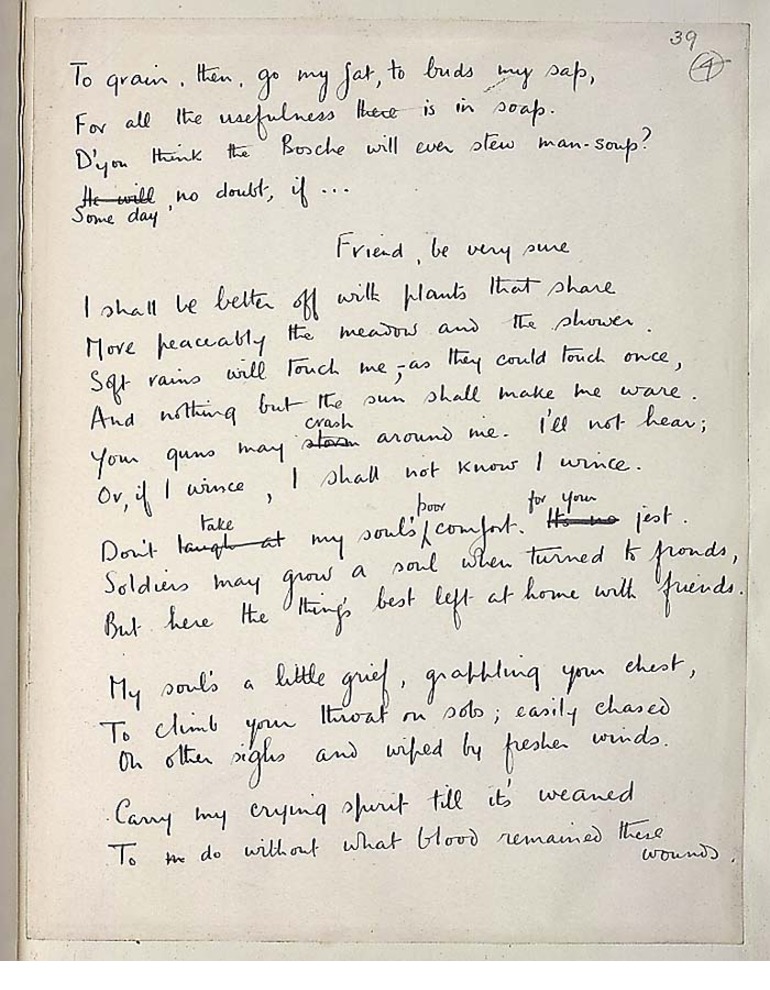 39
4
To grain, then, go my fat, to buds my sap,
For all the usefulness there is in soap.
D'you think the Bosche will ever stew man-soup?
He will no doubt, if ...
Some day,
Friend, be very sure
I shall be better off with plants that share
More peaceably the meadow and the shower.
Soft rains will touch me,- as they could touch once,
And nothing but the sun shall make me ware.
crash
Your guns may storm around me. I'll not hear;
Or, if I wince, I shall not know I wince.
take poor for your
Don't laugh at my soul's comfort. It's no jest.
Soldiers may grow a soul when turned to fronds,
But here the thing's best left at home with friends.
My soul's a little grief, grappling your chest,
To climb your throat on sobs; easily chased
On other sighs and wiped by fresher winds.
Carry my crying spirit till it's weaned
To do without what blood remained these
wounds.